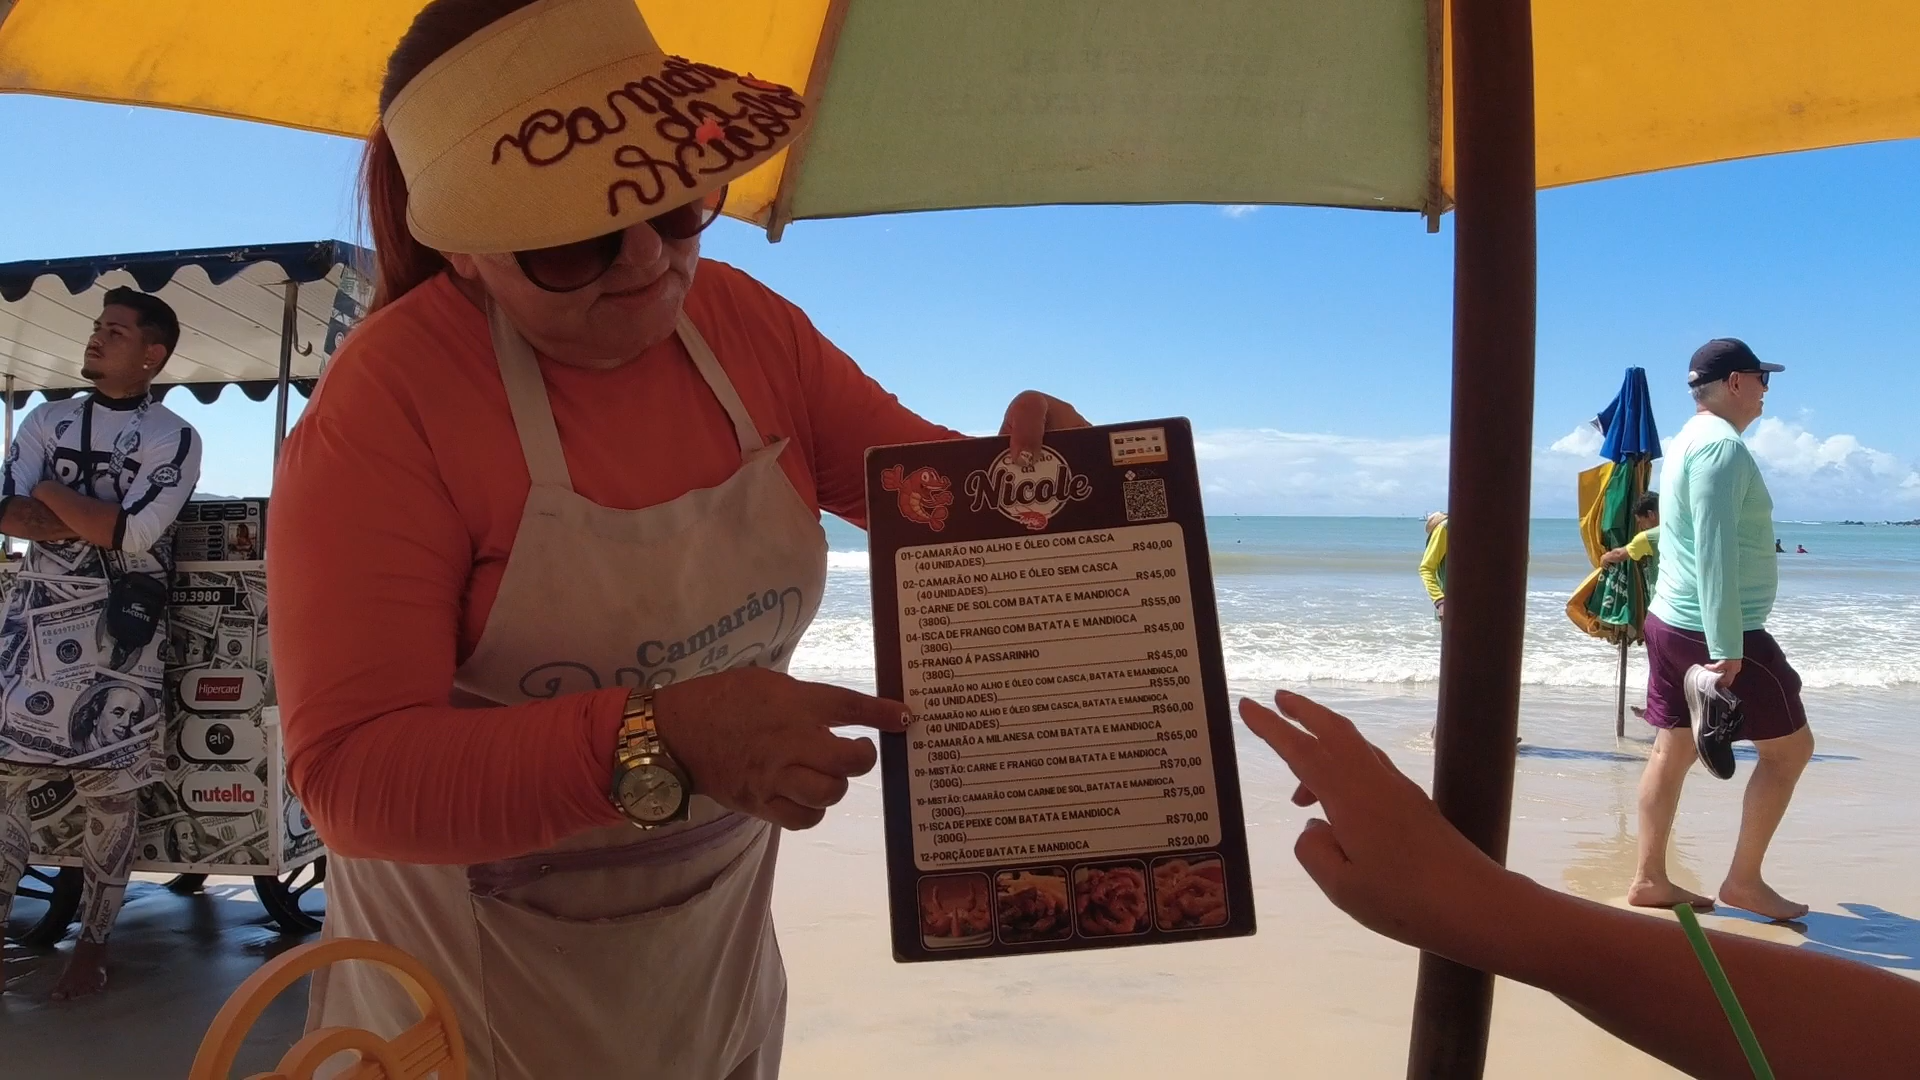 Nicole
da
Nicole
pix
01-CAMARÃO NO ALHO E ÓLEO COM CASCA
(40 UNIDADES)......R$40,00
02-CAMARÃO NO ALHO E ÓLEO SEM CASCA
(40 UNIDADES)......R$45,00
03-CARNE DE SOL COM BATATA E MANDIOCA
(380G)......R$55,00
04-ISCA DE FRANGO COM BATATA E MANDIOCA
(380G)......R$45,00
05-FRANGO Á PASSARINHO
(380G)......R$45,00
06-CAMARÃO NO ALHO E ÓLEO COM CASCA, BATATA E MANDIOCA
(40 UNIDADES)......R$55,00
07-CAMARÃO NO ALHO E ÓLEO SEM CASCA, BATATA E MANDIOCA
(40 UNIDADES)......R$60,00
08-CAMARÃO A MILANESA COM BATATA E MANDIOCA
(380G)......R$65,00
09-MISTÃO: CARNE E FRANGO COM BATATA E MANDIOCA
(300G)......R$70,00
10-MISTÃO: CAMARÃO COM CARNE DE SOL, BATATA E MANDIOCA
(300G)......R$75,00
11-ISCA DE PEIXE COM BATATA E MANDIOCA
(300G)......R$70,00
12-PORÇÃO DE BATATA E MANDIOCA......R$20,00
Camarão
da
LACOSTE
89.3980
Hipercard
elo
nutella
2019